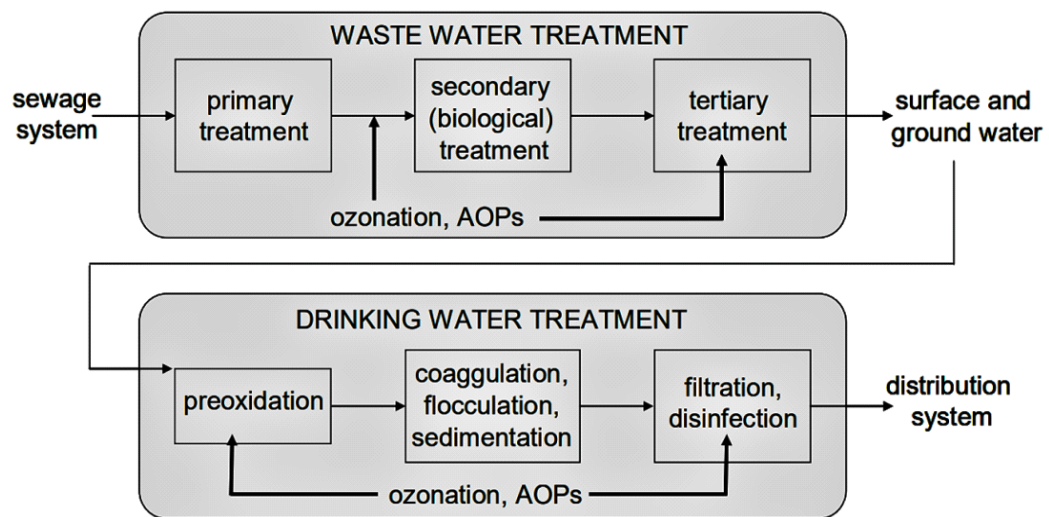 WASTE WATER TREATMENT
sewage
system
primary
treatment
secondary
(biological)
treatment
tertiary
treatment
surface and
ground water
ozonation, AOPs
DRINKING WATER TREATMENT
preoxidation
coaggulation,
flocculation,
sedimentation
filtration,
disinfection
distribution
system
ozonation, AOPs